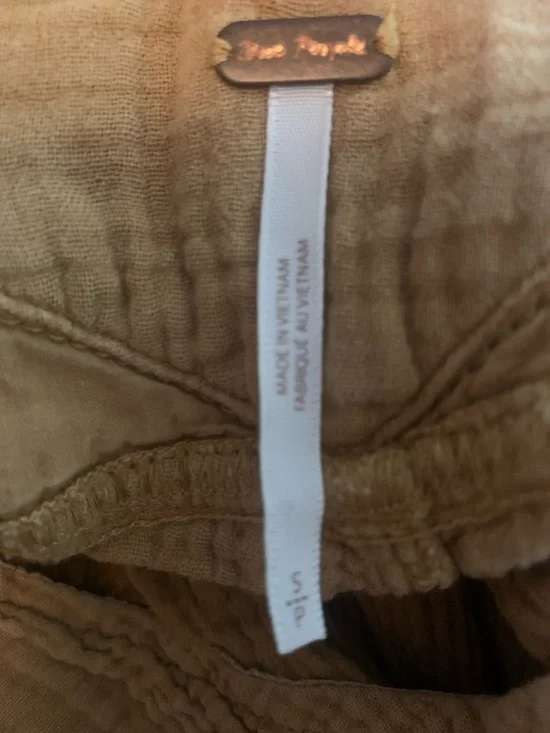 Free People
MADE IN VIETNAM
FABRIQUÉ AU VIETNAM
S/P